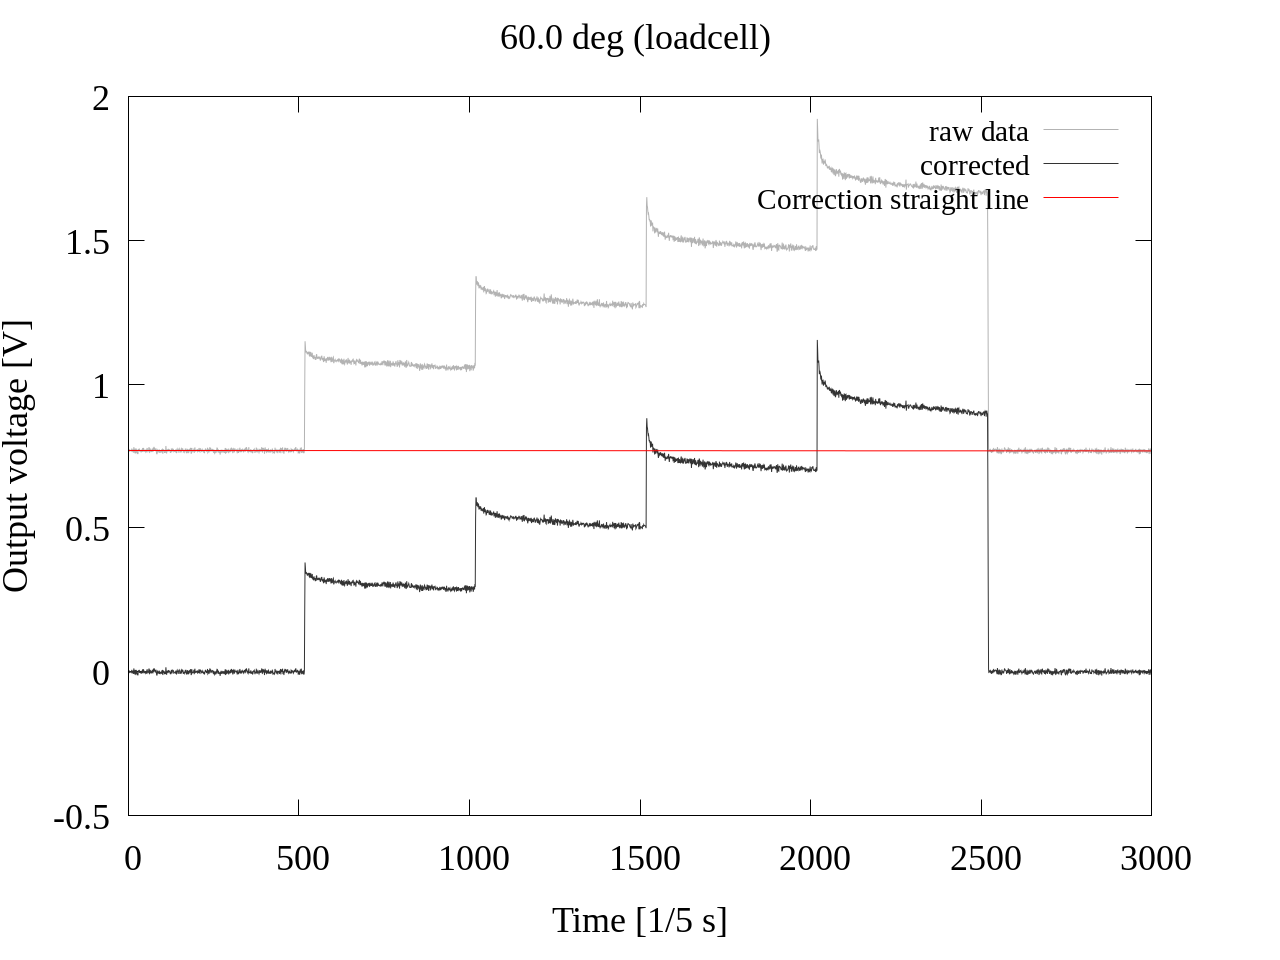 60.0 deg (loadcell)
2
1.5
1
0.5
0
-0.5
Output voltage [V]
raw data
corrected
Correction straight line
0 500 1000 1500 2000 2500 3000
Time [1/5 s]